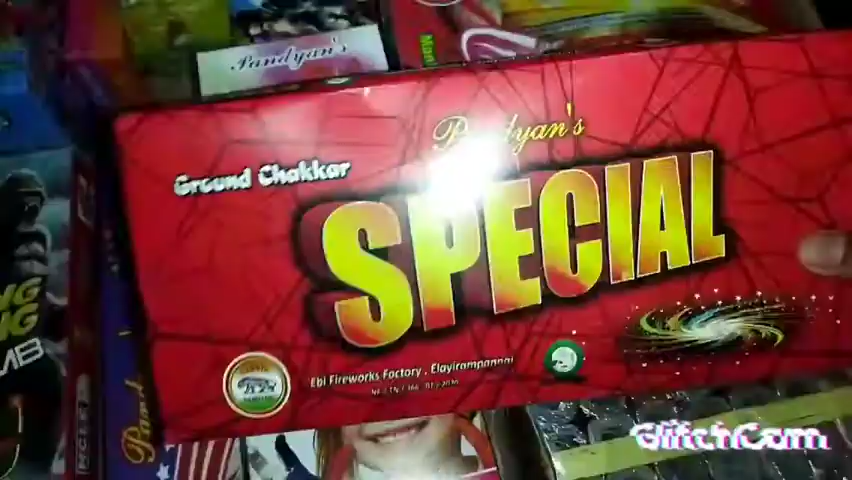 Pandyan's
Pandyan's
Ground Chakkar
SPECIAL
Ebi Fireworks Factory . Elayirampannai
GlitchCam